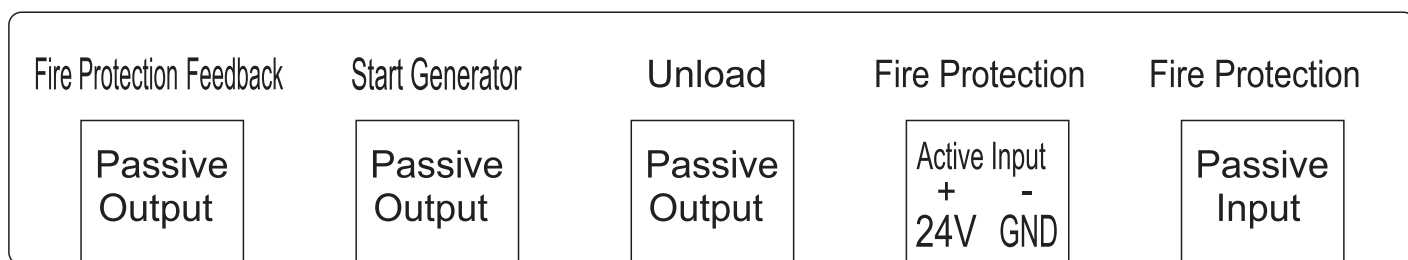 Fire Protection Feedback Start Generator Unload Fire Protection Fire Protection
Passive Output
Passive Output
Passive Output
Active Input
+ -
24V GND
Passive Input